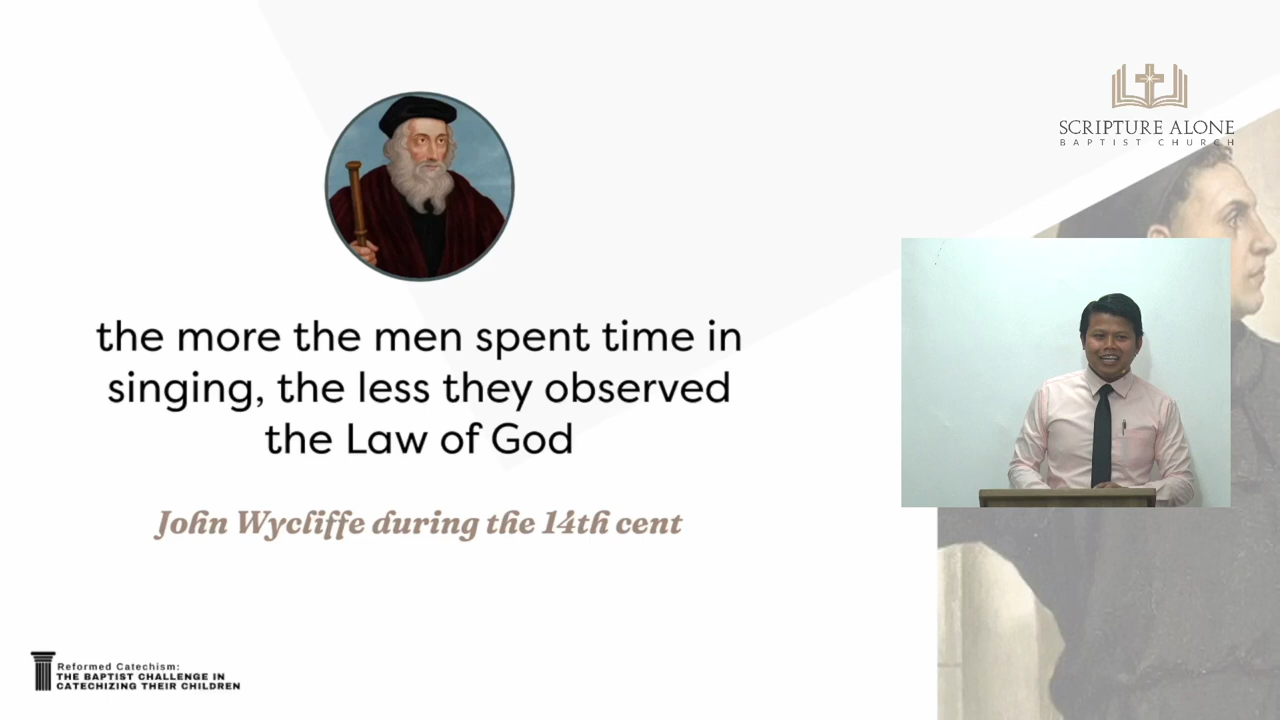 SCRIPTURE ALONE
BAPTIST CHURCH
the more the men spent time in
singing, the less they observed
the Law of God
John Wycliffe during the 14th cent
Reformed Catechism:
THE BAPTIST CHALLENGE IN
CATECHIZING THEIR CHILDREN